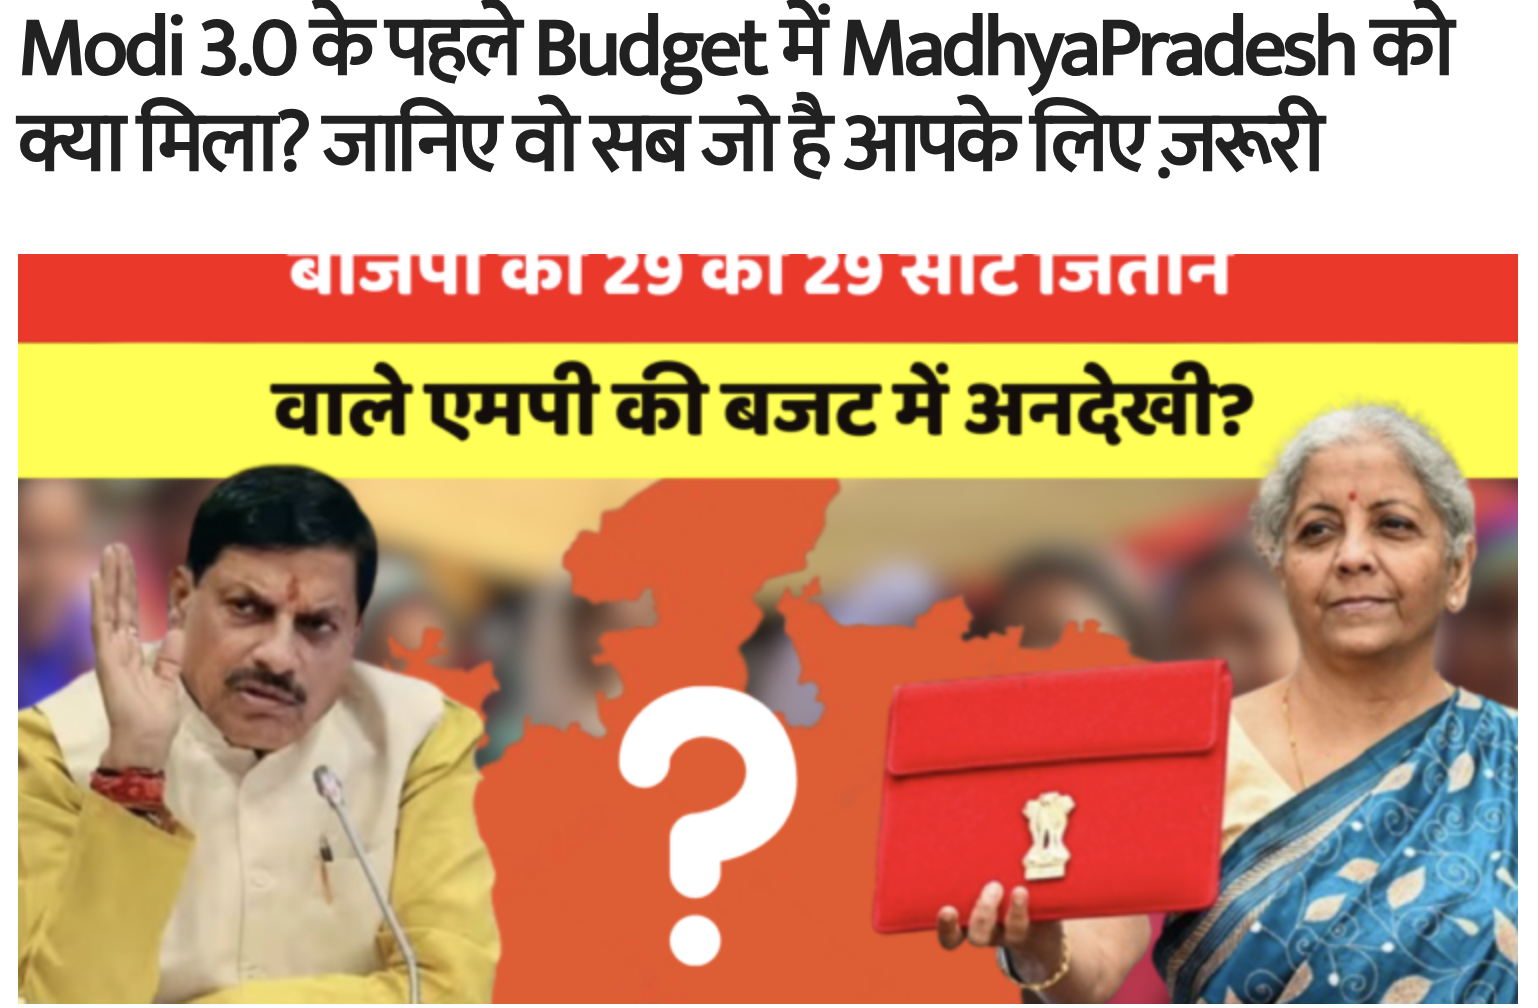 Modi 3.0 के पहले Budget में MadhyaPradesh को
क्या मिला? जानिए वो सब जो है आपके लिए ज़रूरी
बीजेपी को 29 की 29 सीट जिताने
वाले एमपी की बजट में अनदेखी?